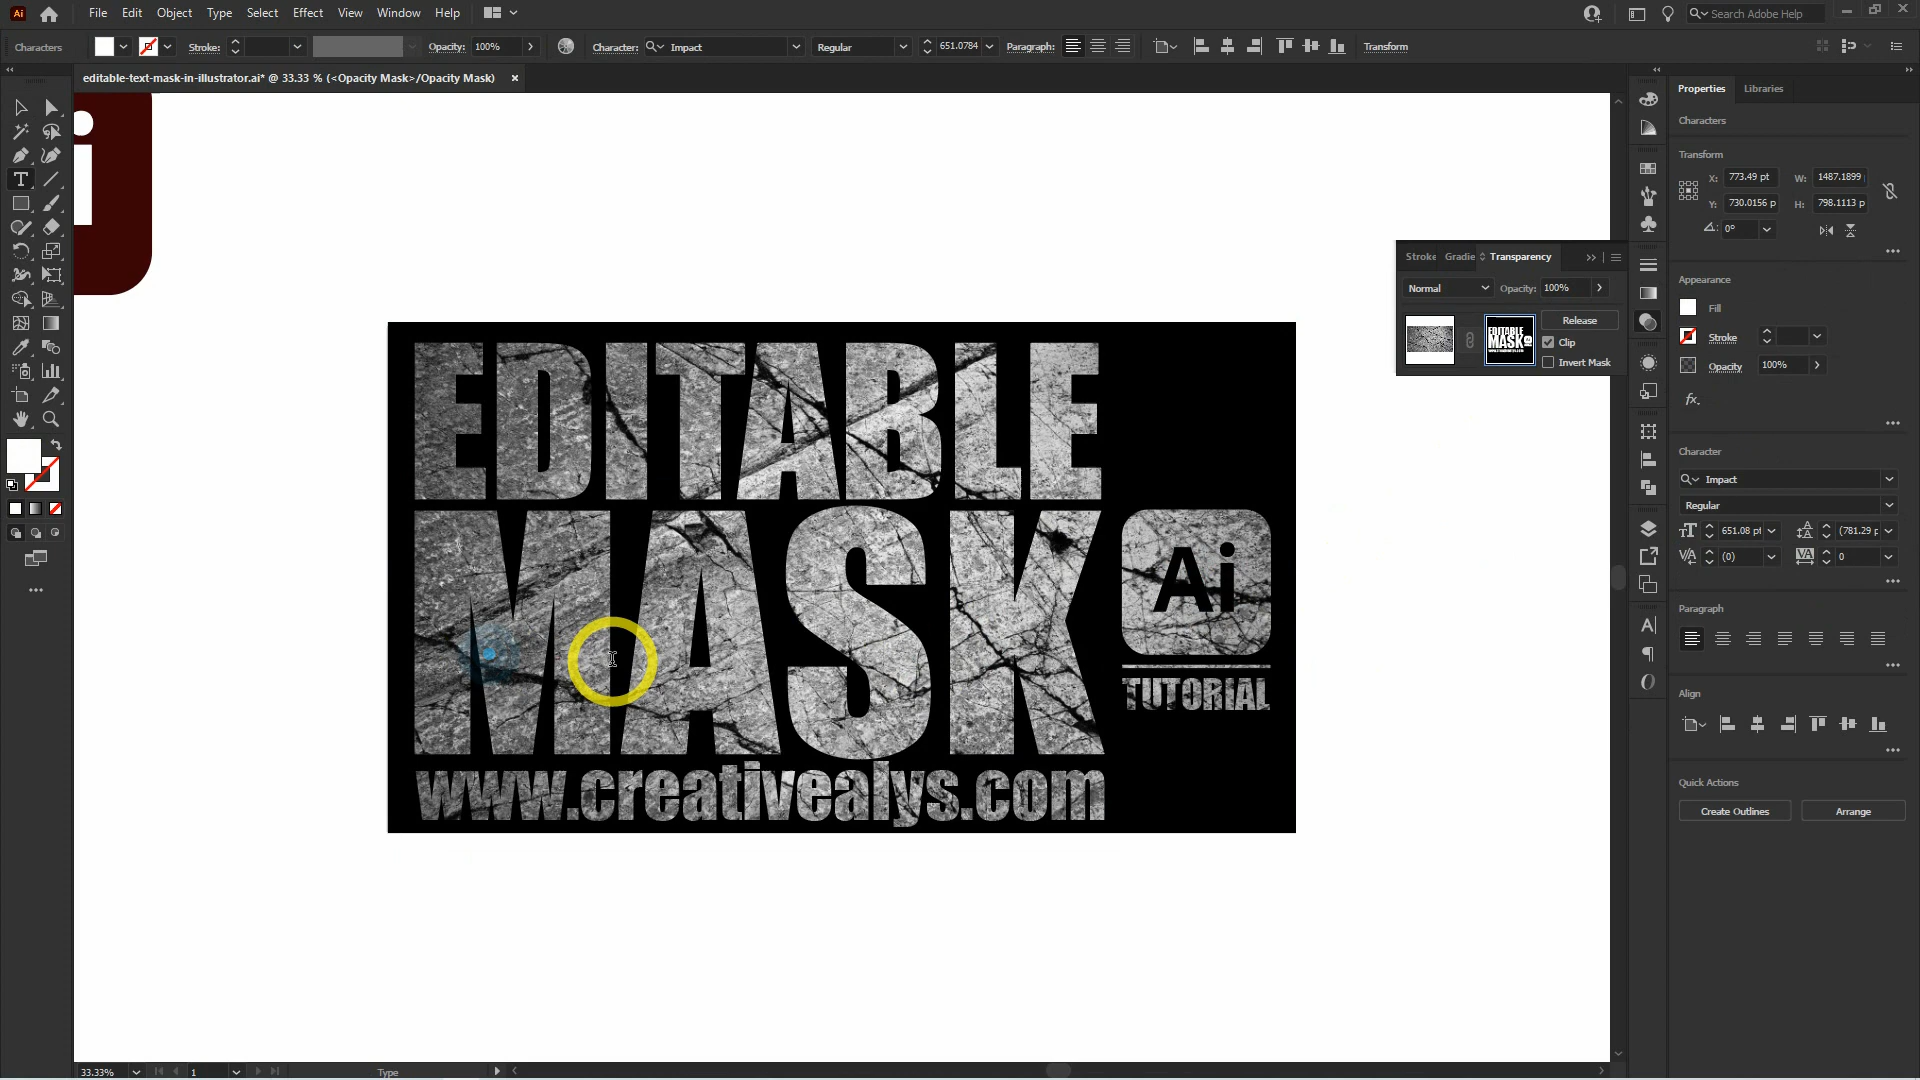 Ai File Edit Object Type Select Effect View Window Help Search Adobe Help
Characters Stroke: Opacity: 100% Character: Impact Regular 651.0784 Paragraph: Transform
editable-text-mask-in-illustrator.ai* @ 33.33 % (<Opacity Mask>/Opacity Mask) ×
Properties Libraries
Characters
Transform
X: 773.49 pt W: 1487.1899
Y: 730.0156 p H: 798.1113 p
0°
Appearance
Fill
Stroke
Opacity 100%
fx.
Character
Impact
Regular
651.08 pt (781.29 p
(0) 0
Paragraph
Align
Quick Actions
Create Outlines Arrange
Stroke Gradie Transparency
Normal Opacity: 100%
Release
Clip
Invert Mask
EDITABLE
MASK
www.creativealys.com
Ai
TUTORIAL
i
33.33% 1 Type